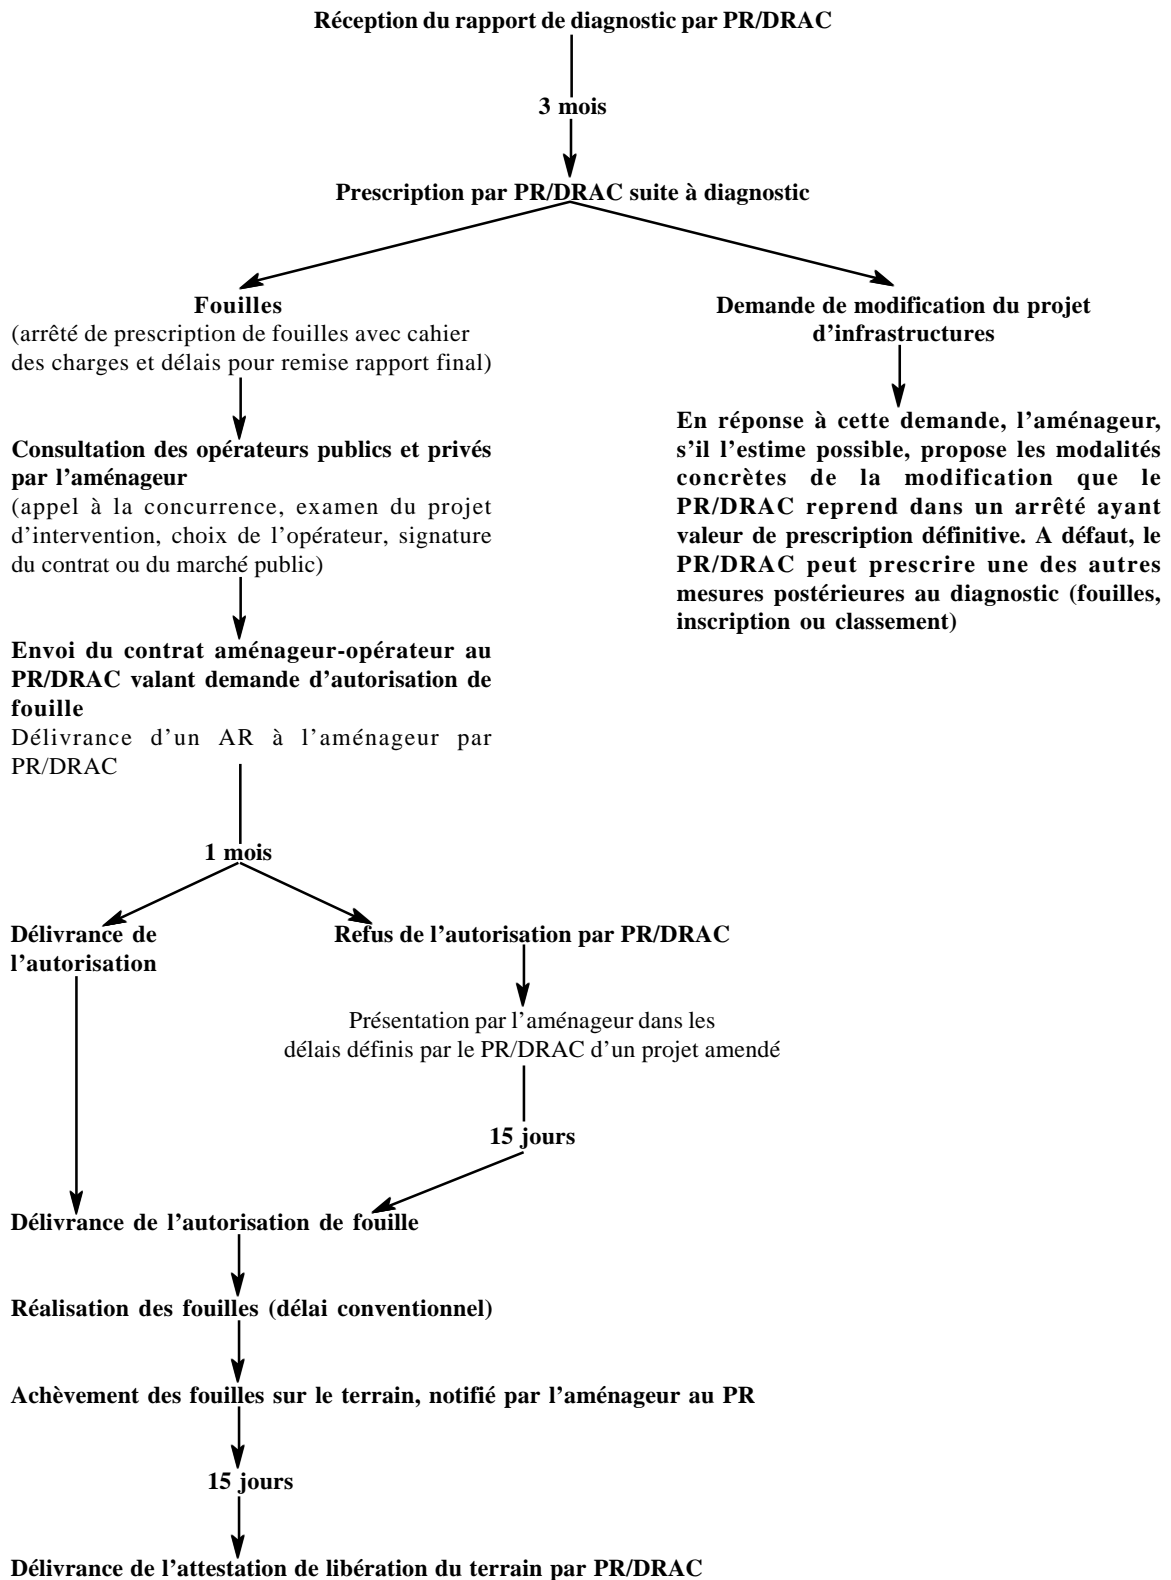 Réception du rapport de diagnostic par PR/DRAC
3 mois
Prescription par PR/DRAC suite à diagnostic
Fouilles
(arrêté de prescription de fouilles avec cahier
des charges et délais pour remise rapport final)
Consultation des opérateurs publics et privés
par l’aménageur
(appel à la concurrence, examen du projet
d’intervention, choix de l’opérateur, signature
du contrat ou du marché public)
Envoi du contrat aménageur-opérateur au
PR/DRAC valant demande d’autorisation de
fouille
Délivrance d’un AR à l’aménageur par
PR/DRAC
Demande de modification du projet
d’infrastructures
En réponse à cette demande, l’aménageur,
s’il l’estime possible, propose les modalités
concrètes de la modification que le
PR/DRAC reprend dans un arrêté ayant
valeur de prescription définitive. A défaut, le
PR/DRAC peut prescrire une des autres
mesures postérieures au diagnostic (fouilles,
inscription ou classement)
1 mois
Délivrance de
l’autorisation
Refus de l’autorisation par PR/DRAC
Présentation par l’aménageur dans les
délais définis par le PR/DRAC d’un projet amendé
15 jours
Délivrance de l’autorisation de fouille
Réalisation des fouilles (délai conventionnel)
Achèvement des fouilles sur le terrain, notifié par l’aménageur au PR
15 jours
Délivrance de l’attestation de libération du terrain par PR/DRAC